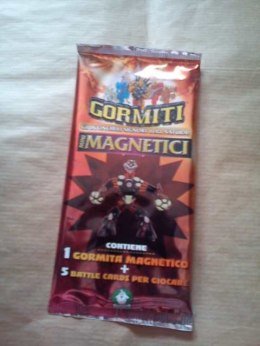 GORMITI
MAGNETICI
CONTIENE
1 GORMITA MAGNETICO
+
5 BATTLE CARDS PER GIOCARE